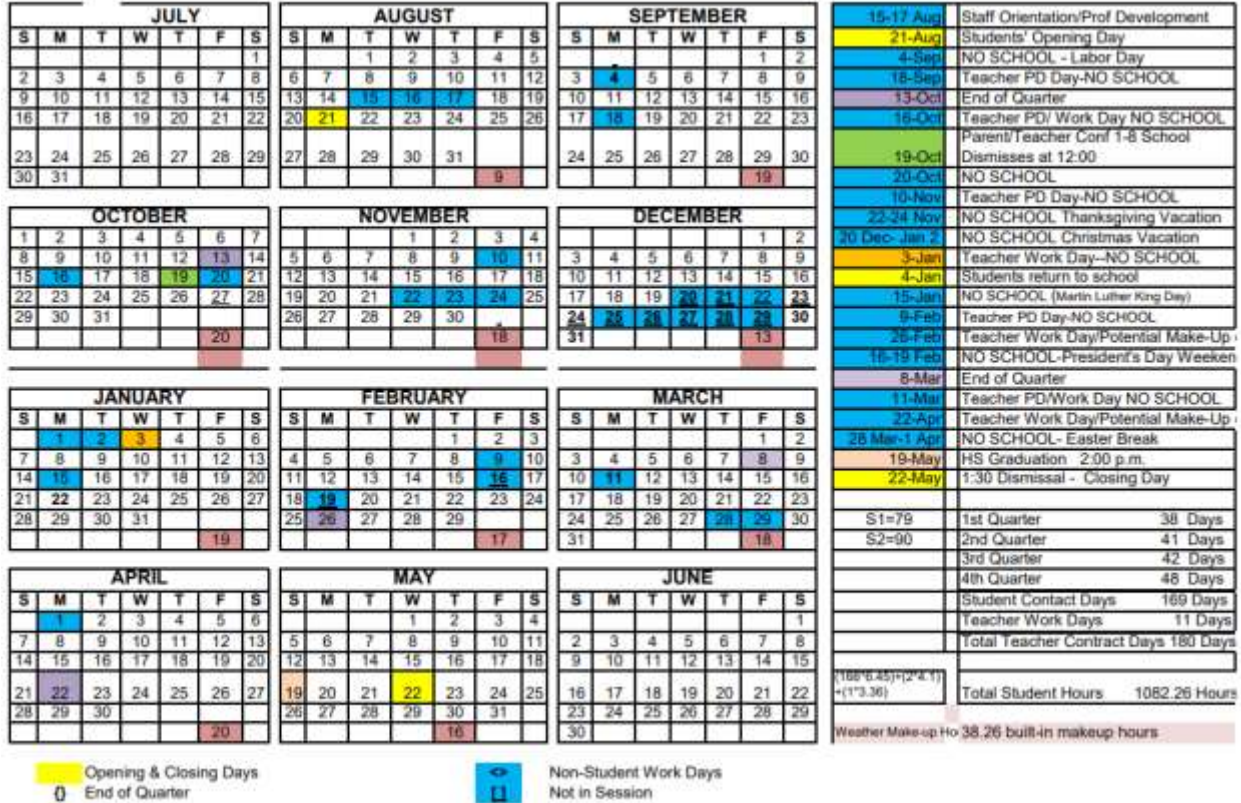 JULY
S M T W T F S
1
2 3 4 5 6 7 8
9 10 11 12 13 14 15
16 17 18 19 20 21 22
23 24 25 26 27 28 29
30 31
AUGUST
S M T W T F S
1 2 3 4 5
6 7 8 9 10 11 12
13 14 15 16 17 18 19
20 21 22 23 24 25 26
27 28 29 30 31
9
SEPTEMBER
S M T W T F S
1 2
3 4 5 6 7 8 9
10 11 12 13 14 15 16
17 18 19 20 21 22 23
24 25 26 27 28 29 30
19
OCTOBER
1 2 3 4 5 6 7
8 9 10 11 12 13 14
15 16 17 18 19 20 21
22 23 24 25 26 27 28
29 30 31
20
NOVEMBER
1 2 3 4
5 6 7 8 9 10 11
12 13 14 15 16 17 18
19 20 21 22 23 24 25
26 27 28 29 30
18
DECEMBER
1 2
3 4 5 6 7 8 9
10 11 12 13 14 15 16
17 18 19 20 21 22 23
24 25 26 27 28 29 30
31 13
JANUARY
S M T W T F S
1 2 3 4 5 6
7 8 9 10 11 12 13
14 15 16 17 18 19 20
21 22 23 24 25 26 27
28 29 30 31
19
FEBRUARY
S M T W T F S
1 2 3
4 5 6 7 8 9 10
11 12 13 14 15 16 17
18 19 20 21 22 23 24
25 26 27 28 29
17
MARCH
S M T W T F S
1 2
3 4 5 6 7 8 9
10 11 12 13 14 15 16
17 18 19 20 21 22 23
24 25 26 27 28 29 30
31 18
APRIL
S M T W T F S
1 2 3 4 5 6
7 8 9 10 11 12 13
14 15 16 17 18 19 20
21 22 23 24 25 26 27
28 29 30
20
MAY
S M T W T F S
1 2 3 4
5 6 7 8 9 10 11
12 13 14 15 16 17 18
19 20 21 22 23 24 25
26 27 28 29 30 31
16
JUNE
S M T W T F S
1
2 3 4 5 6 7 8
9 10 11 12 13 14 15
16 17 18 19 20 21 22
23 24 25 26 27 28 29
30
15-17 Aug Staff Orientation/Prof Development
21-Aug Students' Opening Day
4-Sep NO SCHOOL - Labor Day
18-Sep Teacher PD Day-NO SCHOOL
13-Oct End of Quarter
16-Oct Teacher PD/ Work Day NO SCHOOL
Parent/Teacher Conf 1-8 School
19-Oct Dismisses at 12:00
20-Oct NO SCHOOL
10-Nov Teacher PD Day-NO SCHOOL
22-24 Nov NO SCHOOL Thanksgiving Vacation
20 Dec- Jan 2 NO SCHOOL Christmas Vacation
3-Jan Teacher Work Day--NO SCHOOL
4-Jan Students return to school
15-Jan NO SCHOOL (Martin Luther King Day)
9-Feb Teacher PD Day-NO SCHOOL
26-Feb Teacher Work Day/Potential Make-Up
16-19 Feb NO SCHOOL-President's Day Weeken
8-Mar End of Quarter
11-Mar Teacher PD/Work Day NO SCHOOL
22-Apr Teacher Work Day/Potential Make-Up
28 Mar-1 Apr NO SCHOOL- Easter Break
19-May HS Graduation 2:00 p.m.
22-May 1:30 Dismissal - Closing Day
S1=79 1st Quarter 38 Days
S2=90 2nd Quarter 41 Days
3rd Quarter 42 Days
4th Quarter 48 Days
Student Contact Days 169 Days
Teacher Work Days 11 Days
Total Teacher Contract Days 180 Days
(166*6.45)+(2*4.1)
+(1*3.36) Total Student Hours 1082.26 Hours
Weather Make-up Ho 38.26 built-in makeup hours
Opening & Closing Days
{} End of Quarter
<> Non-Student Work Days
[ ] Not in Session